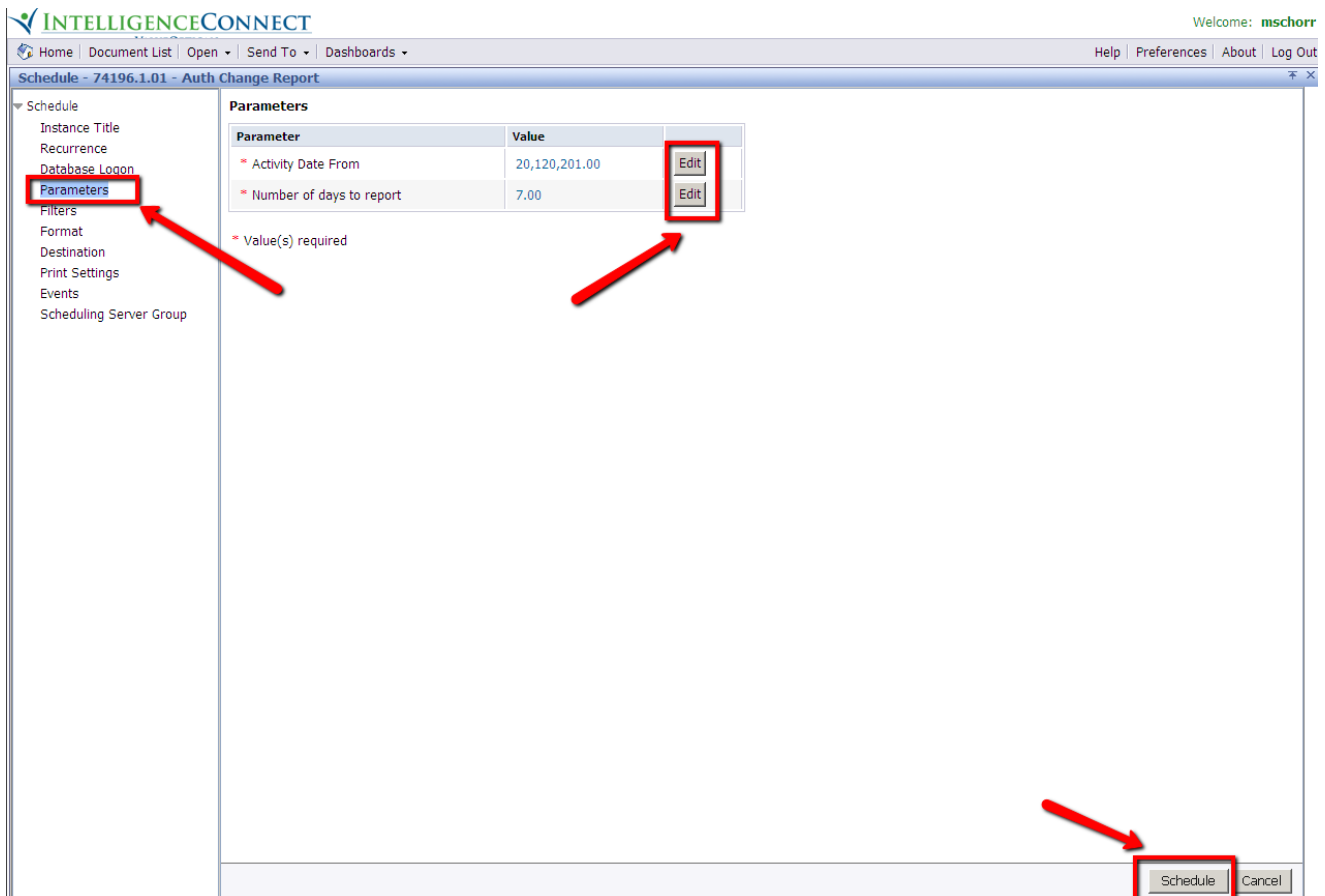 INTELLIGENCECONNECT
Welcome: mschorr
Home Document List Open Send To Dashboards
Help Preferences About Log Out
Schedule - 74196.1.01 - Auth Change Report
Schedule
Instance Title
Recurrence
Database Logon
Parameters
Filters
Format
Destination
Print Settings
Events
Scheduling Server Group
Parameters
Parameter Value
* Activity Date From 20,120,201.00 Edit
* Number of days to report 7.00 Edit
* Value(s) required
Schedule Cancel